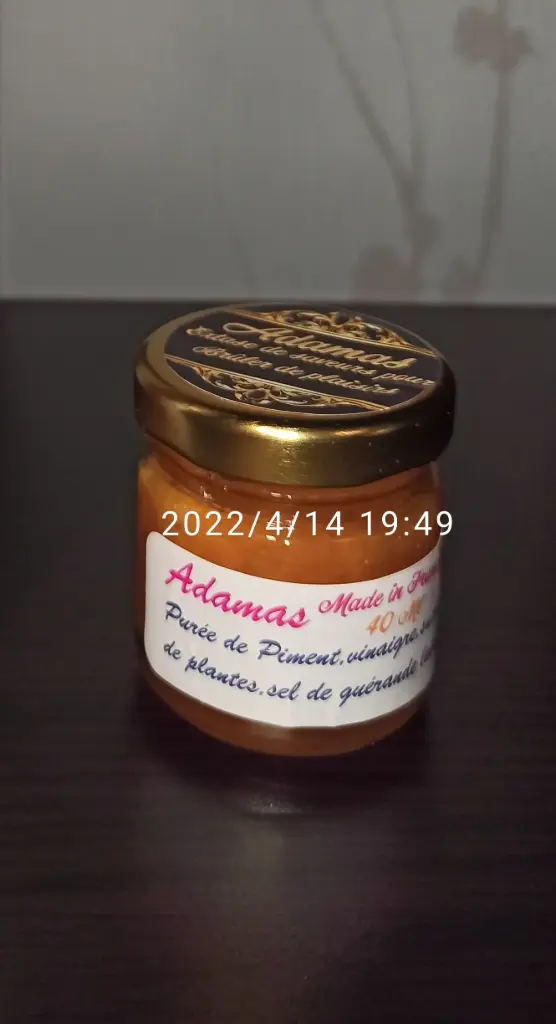 Adamas
de saveurs pour
Brûler de plaisirs
2022/4/14 19:49
Adamas Made in
40
Purée de Piment.vinaigre.
de plantes.sel de guérande